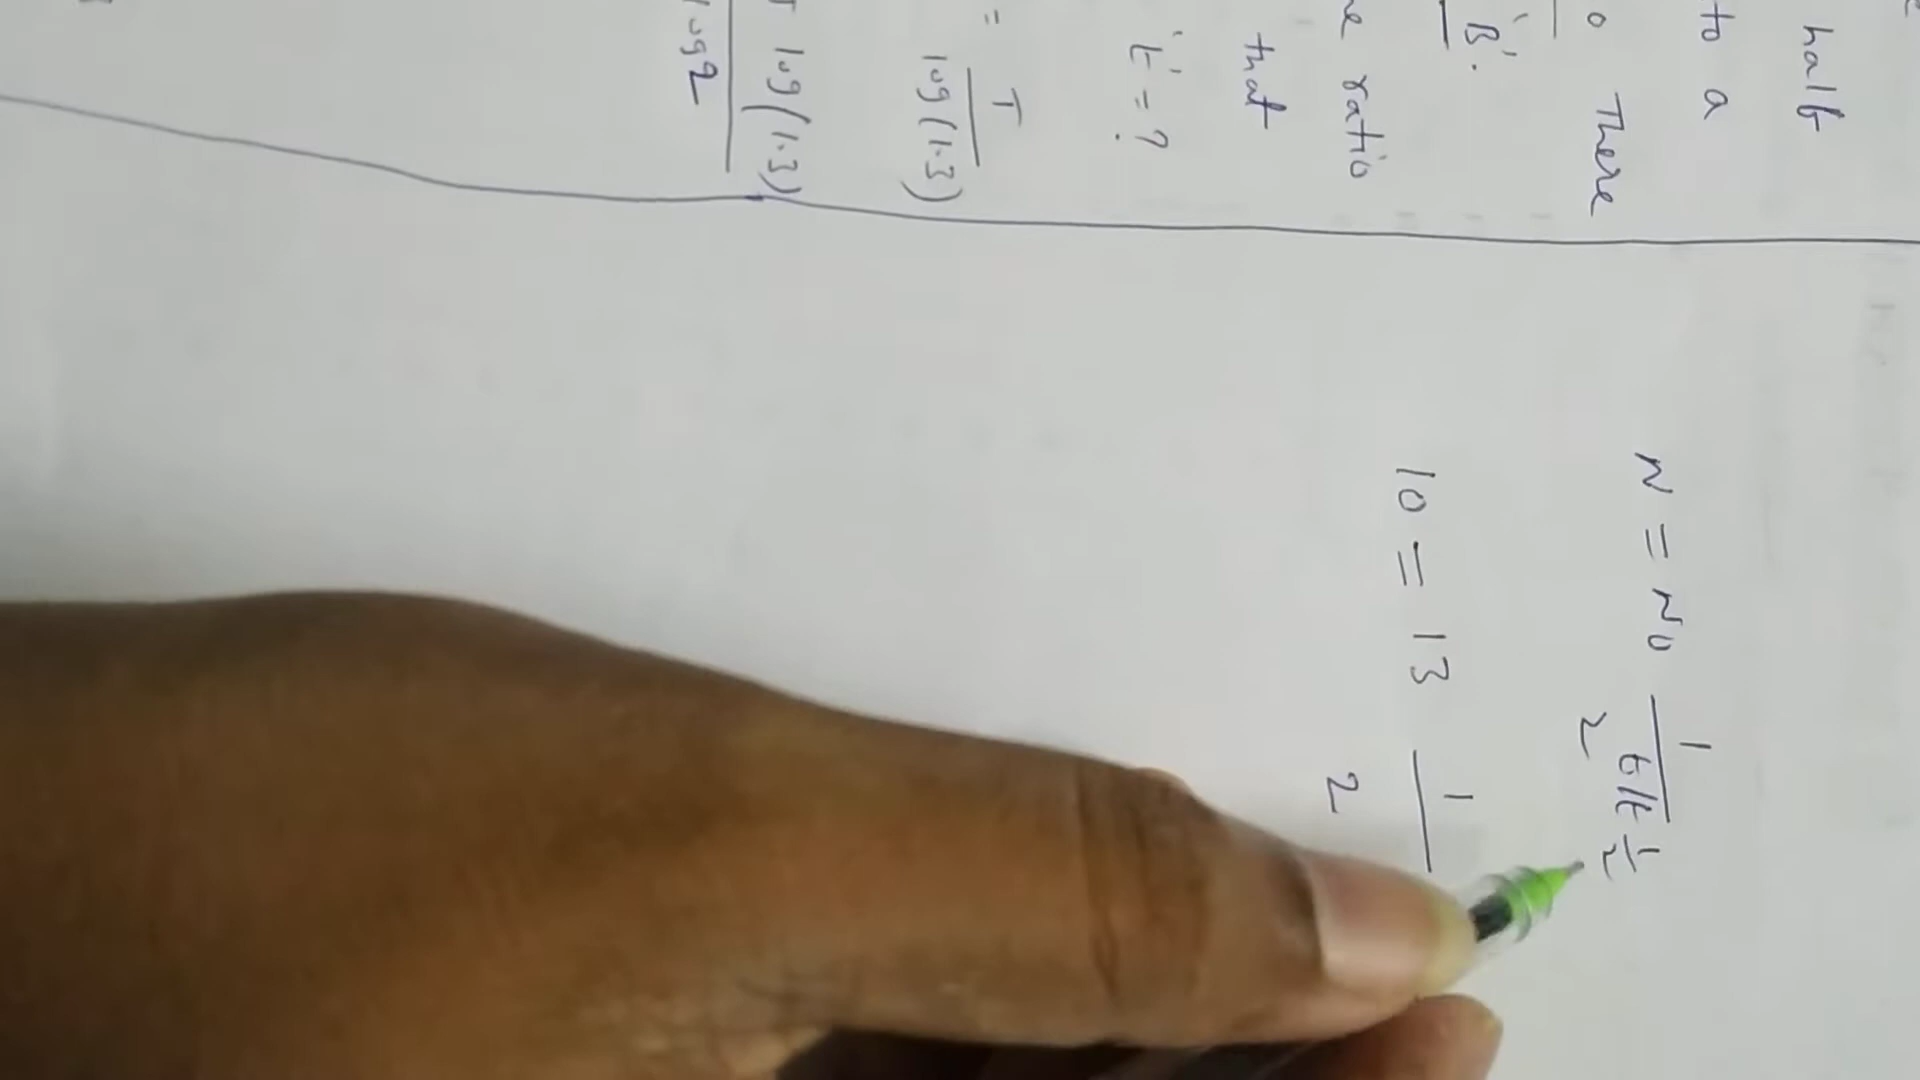 half
to a
There
'B'.
ratio
that
't' = ?
= T / log(1.3)
log(1.3)
log2
N = N0 1 / 2 t/t 1/2
10 = 13 1 / 2